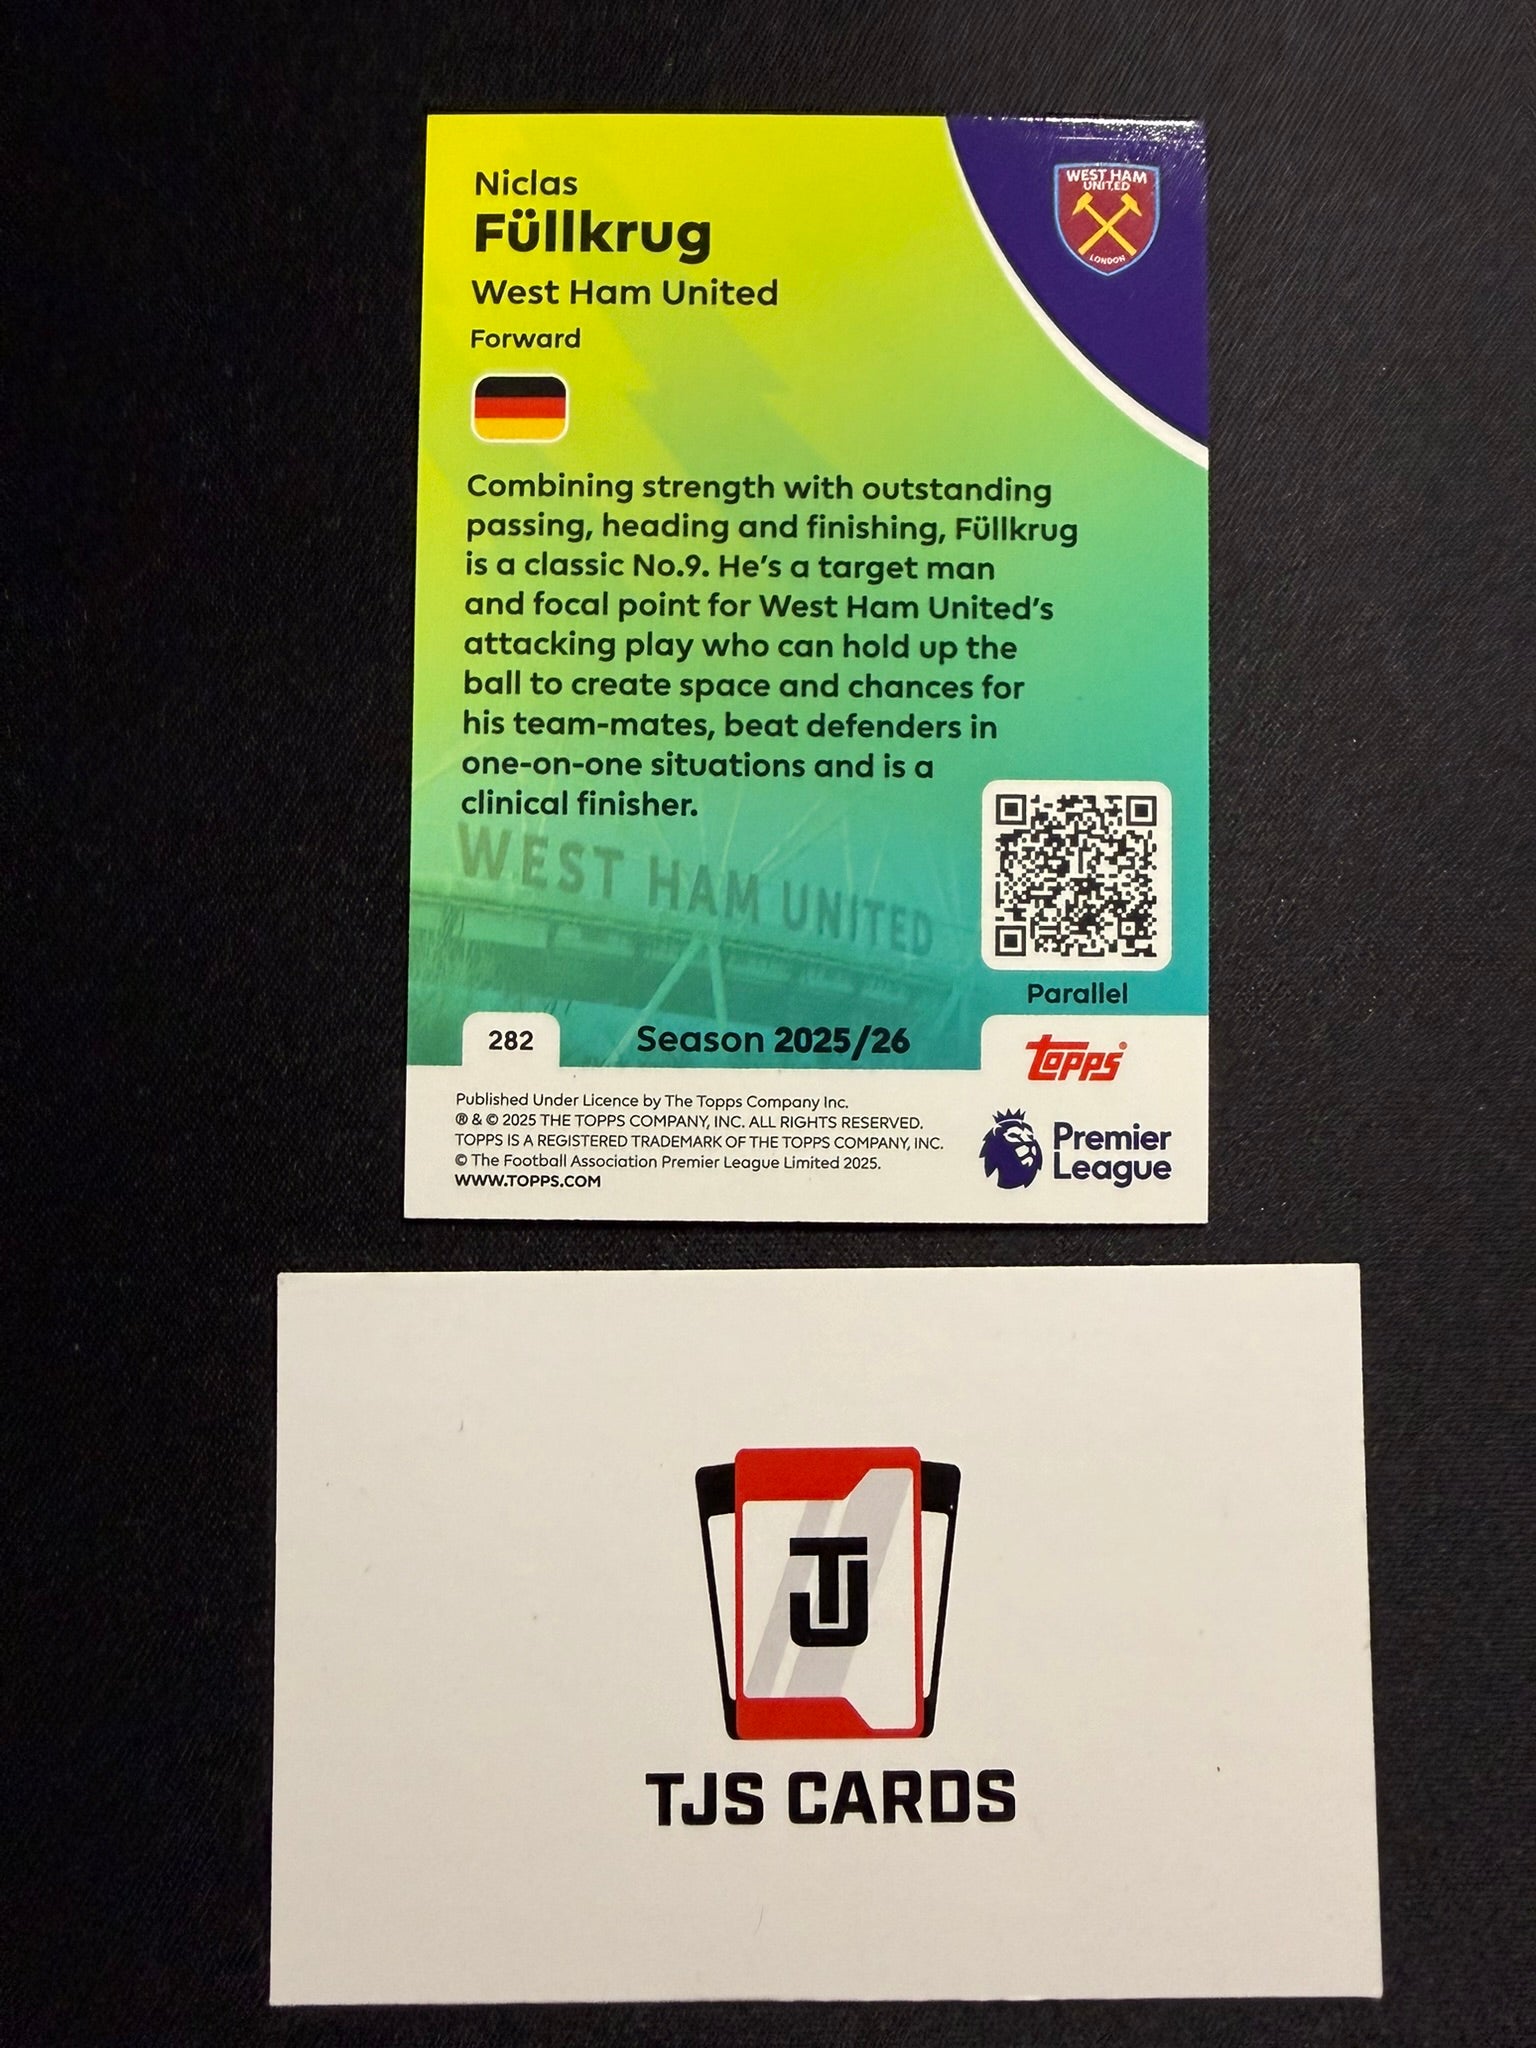 Niclas
Füllkrug
West Ham United
Forward
WEST HAM
UNITED
LONDON
Combining strength with outstanding
passing, heading and finishing, Füllkrug
is a classic No.9. He's a target man
and focal point for West Ham United's
attacking play who can hold up the
ball to create space and chances for
his team-mates, beat defenders in
one-on-one situations and is a
clinical finisher.
WEST HAM UNITED
Parallel
282
Season 2025/26
Topps®
Published Under Licence by The Topps Company Inc.
® & © 2025 THE TOPPS COMPANY, INC. ALL RIGHTS RESERVED.
TOPPS IS A REGISTERED TRADEMARK OF THE TOPPS COMPANY, INC.
© The Football Association Premier League Limited 2025.
WWW.TOPPS.COM
Premier
League
TJ
TJS CARDS